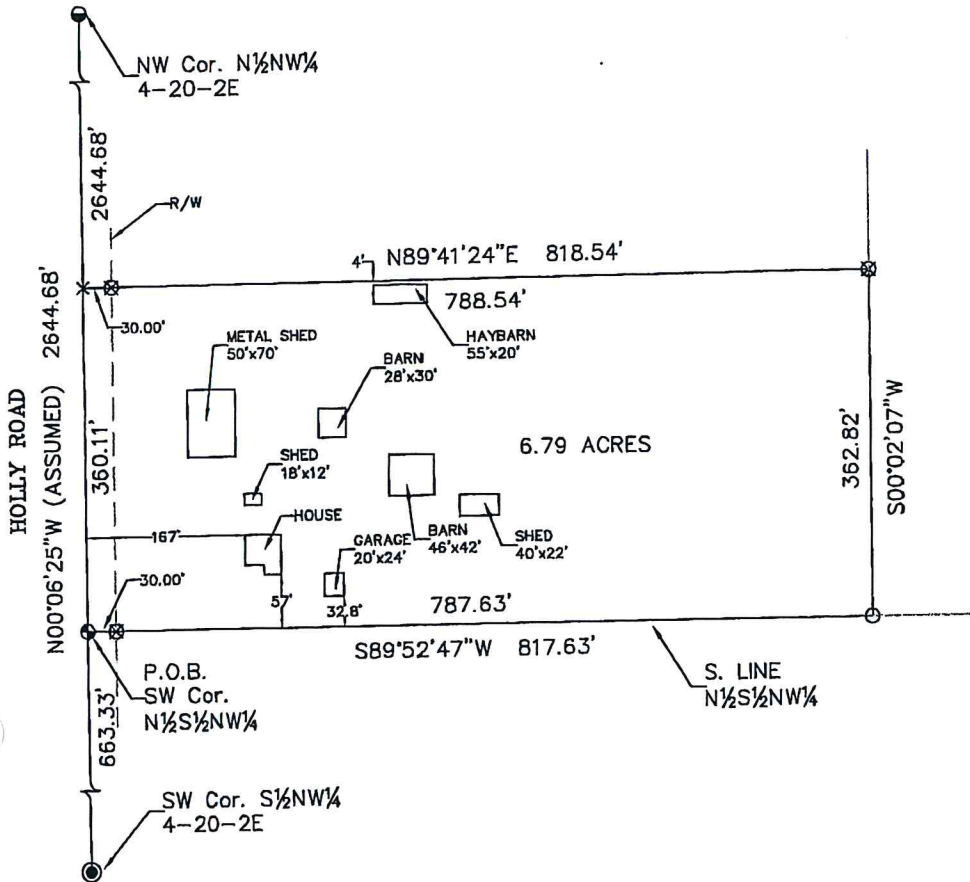 NW Cor. N½NW¼
4-20-2E
2644.68'
R/W
N89°41'24"E 818.54'
4'
788.54'
30.00'
HAYBARN
55'x20'
METAL SHED
50'x70'
BARN
28'x30'
HOLLY ROAD
N00°06'25"W (ASSUMED) 2644.68'
360.11'
6.79 ACRES
362.82'
S00°02'07"W
SHED
18'x12'
HOUSE
167'
GARAGE
20'x24'
BARN
46'x42'
SHED
40'x22'
30.00'
57'
32.8'
787.63'
S89°52'47"W 817.63'
P.O.B.
SW Cor.
N½S½NW¼
S. LINE
N½S½NW¼
663.33'
SW Cor. S½NW¼
4-20-2E